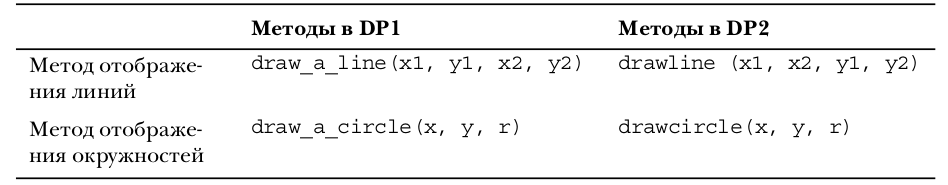 Методы в DP1 Методы в DP2
Метод отображе- draw_a_line(x1, y1, x2, y2) drawline (x1, x2, y1, y2)
ния линий
Метод отображе- draw_a_circle(x, y, r) drawcircle(x, y, r)
ния окружностей